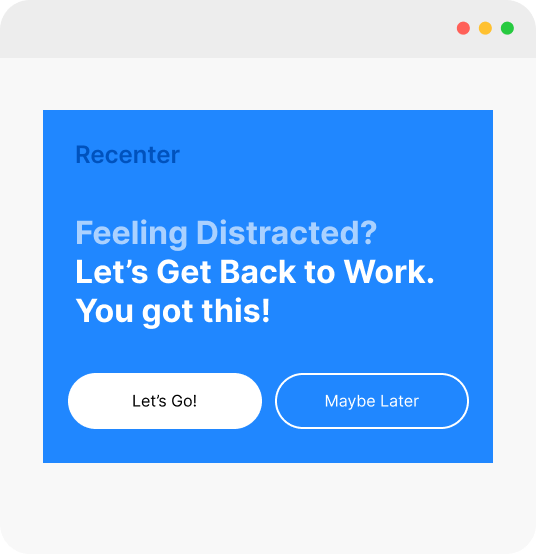 Recenter
Feeling Distracted?
Let’s Get Back to Work.
You got this!
Let’s Go!
Maybe Later